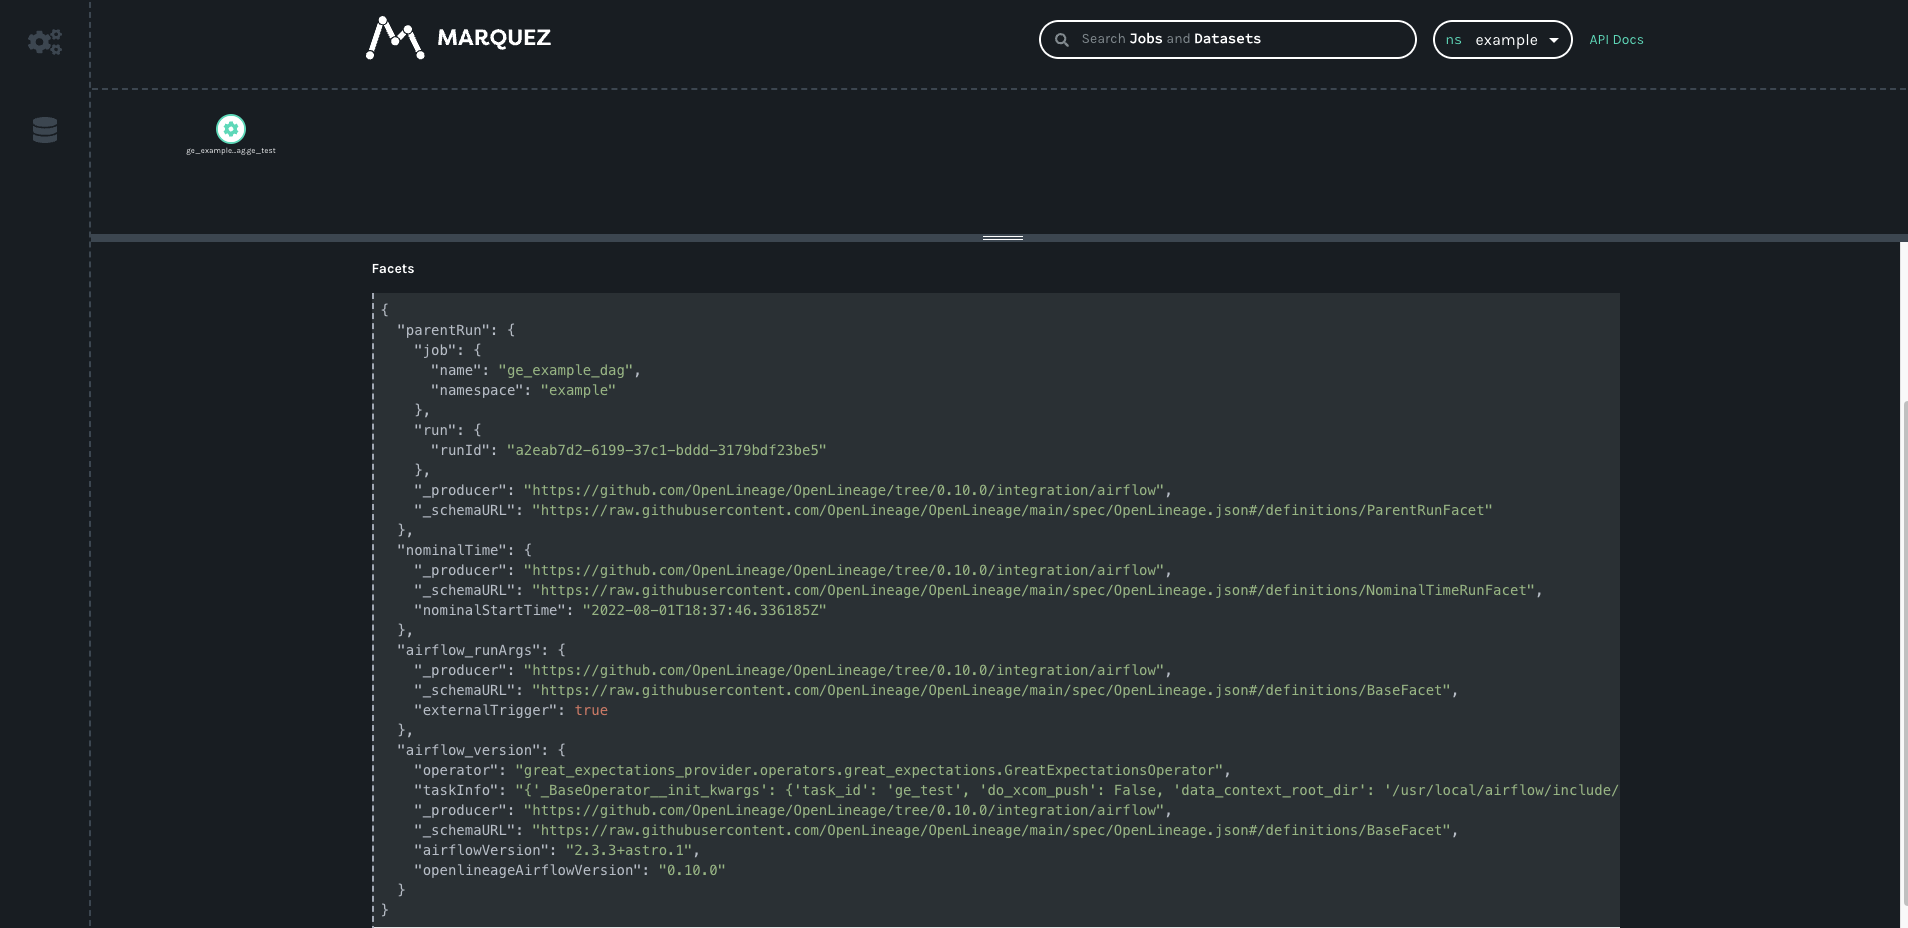 MARQUEZ
Search Jobs and Datasets
ns example
API Docs
ge_example...ag.ge_test
Facets
{
"parentRun": {
"job": {
"name": "ge_example_dag",
"namespace": "example"
},
"run": {
"runId": "a2eab7d2-6199-37c1-bddd-3179bdf23be5"
},
"_producer": "https://github.com/OpenLineage/OpenLineage/tree/0.10.0/integration/airflow",
"_schemaURL": "https://raw.githubusercontent.com/OpenLineage/OpenLineage/main/spec/OpenLineage.json#/definitions/ParentRunFacet"
},
"nominalTime": {
"_producer": "https://github.com/OpenLineage/OpenLineage/tree/0.10.0/integration/airflow",
"_schemaURL": "https://raw.githubusercontent.com/OpenLineage/OpenLineage/main/spec/OpenLineage.json#/definitions/NominalTimeRunFacet",
"nominalStartTime": "2022-08-01T18:37:46.336185Z"
},
"airflow_runArgs": {
"_producer": "https://github.com/OpenLineage/OpenLineage/tree/0.10.0/integration/airflow",
"_schemaURL": "https://raw.githubusercontent.com/OpenLineage/OpenLineage/main/spec/OpenLineage.json#/definitions/BaseFacet",
"externalTrigger": true
},
"airflow_version": {
"operator": "great_expectations_provider.operators.great_expectations.GreatExpectationsOperator",
"taskInfo": "{'_BaseOperator__init_kwargs': {'task_id': 'ge_test', 'do_xcom_push': False, 'data_context_root_dir': '/usr/local/airflow/include/
"_producer": "https://github.com/OpenLineage/OpenLineage/tree/0.10.0/integration/airflow",
"_schemaURL": "https://raw.githubusercontent.com/OpenLineage/OpenLineage/main/spec/OpenLineage.json#/definitions/BaseFacet",
"airflowVersion": "2.3.3+astro.1",
"openlineageAirflowVersion": "0.10.0"
}
}